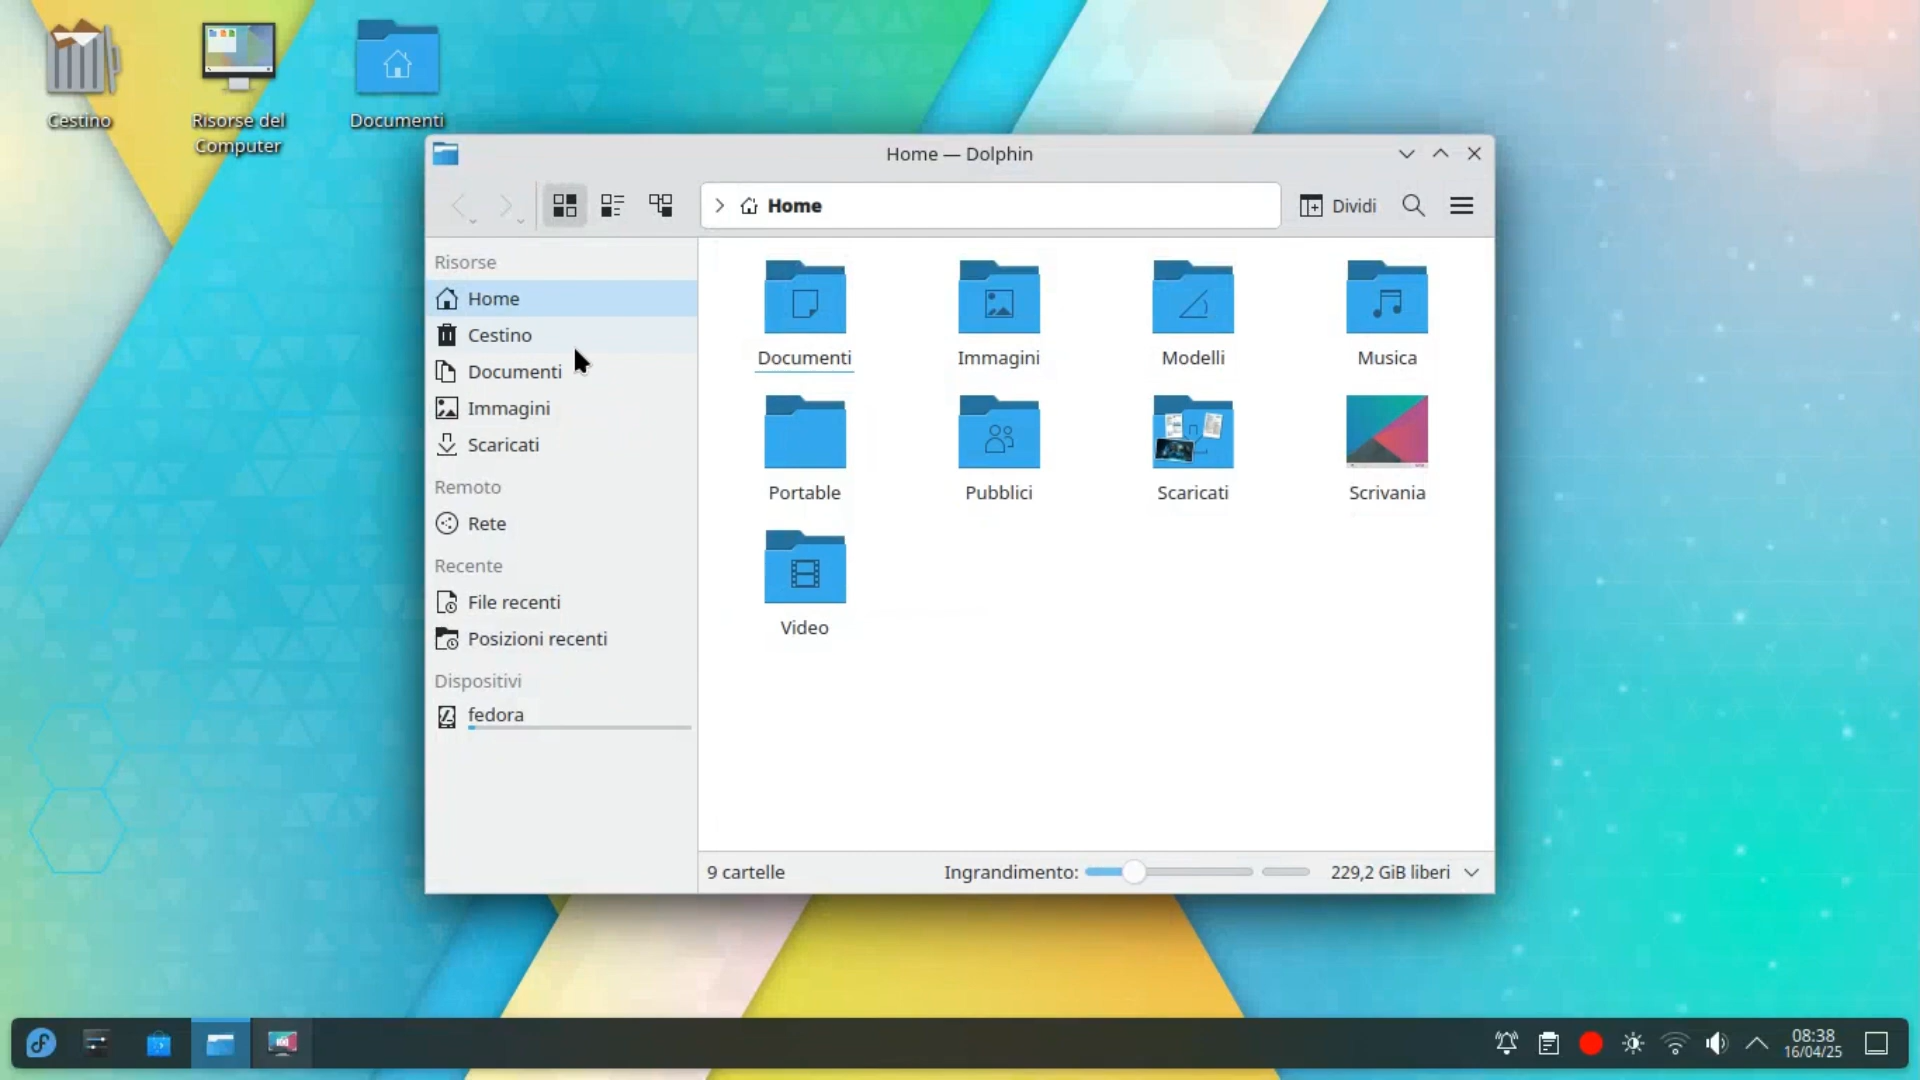 Cestino
Risorse del
Computer
Documenti
Home — Dolphin
Home
Dividi
Risorse
Home
Cestino
Documenti
Immagini
Scaricati
Remoto
Rete
Recente
File recenti
Posizioni recenti
Dispositivi
fedora
Documenti
Immagini
Modelli
Musica
Portable
Pubblici
Scaricati
Scrivania
Video
9 cartelle
Ingrandimento:
229,2 GiB liberi
08:38
16/04/25